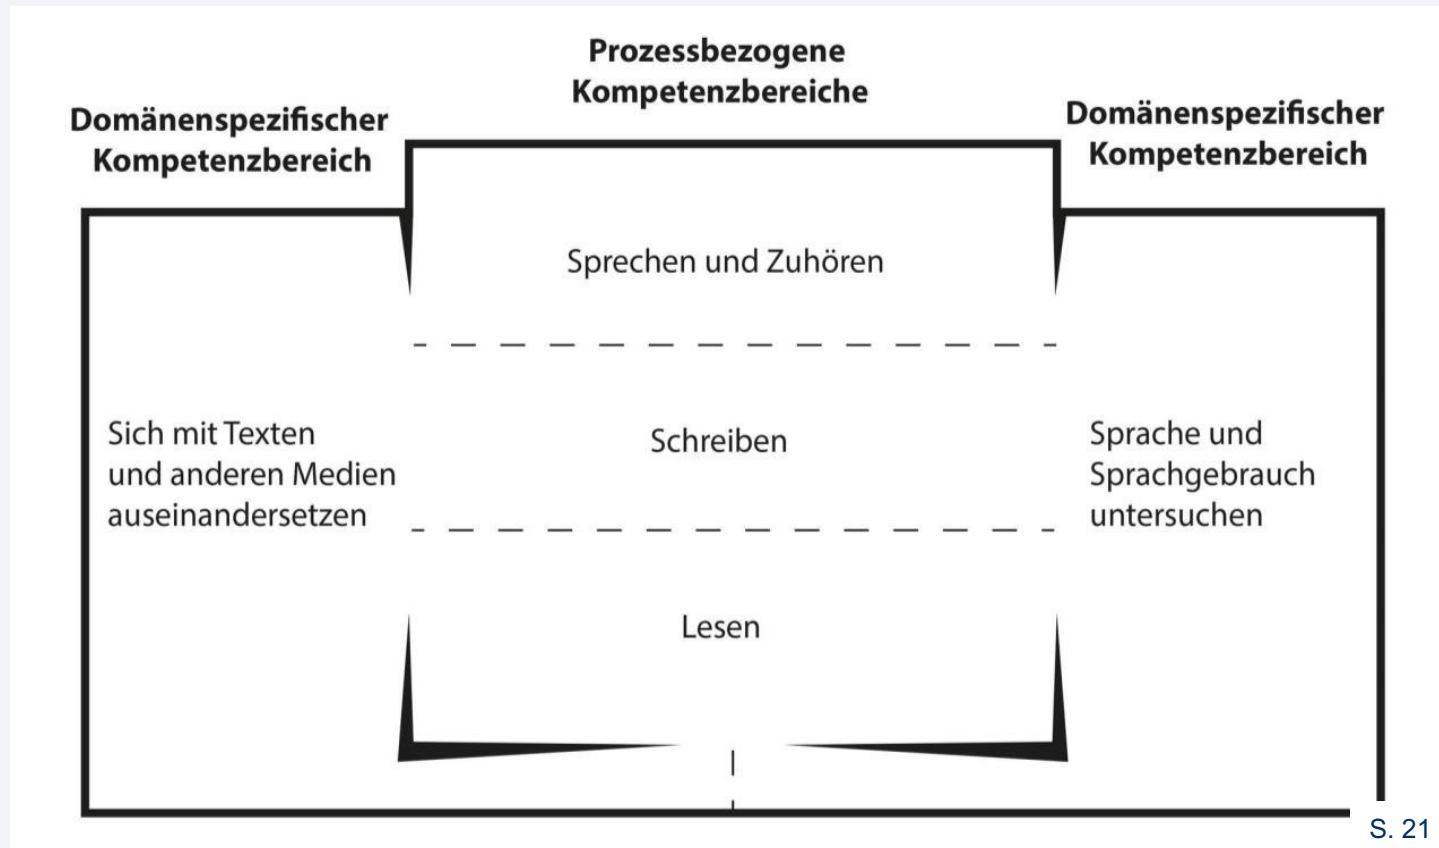 Prozessbezogene
Kompetenzbereiche
Domänenspezifischer
Kompetenzbereich
Domänenspezifischer
Kompetenzbereich
Sprechen und Zuhören
Sich mit Texten
und anderen Medien
auseinandersetzen
Schreiben
Sprache und
Sprachgebrauch
untersuchen
Lesen
S. 21